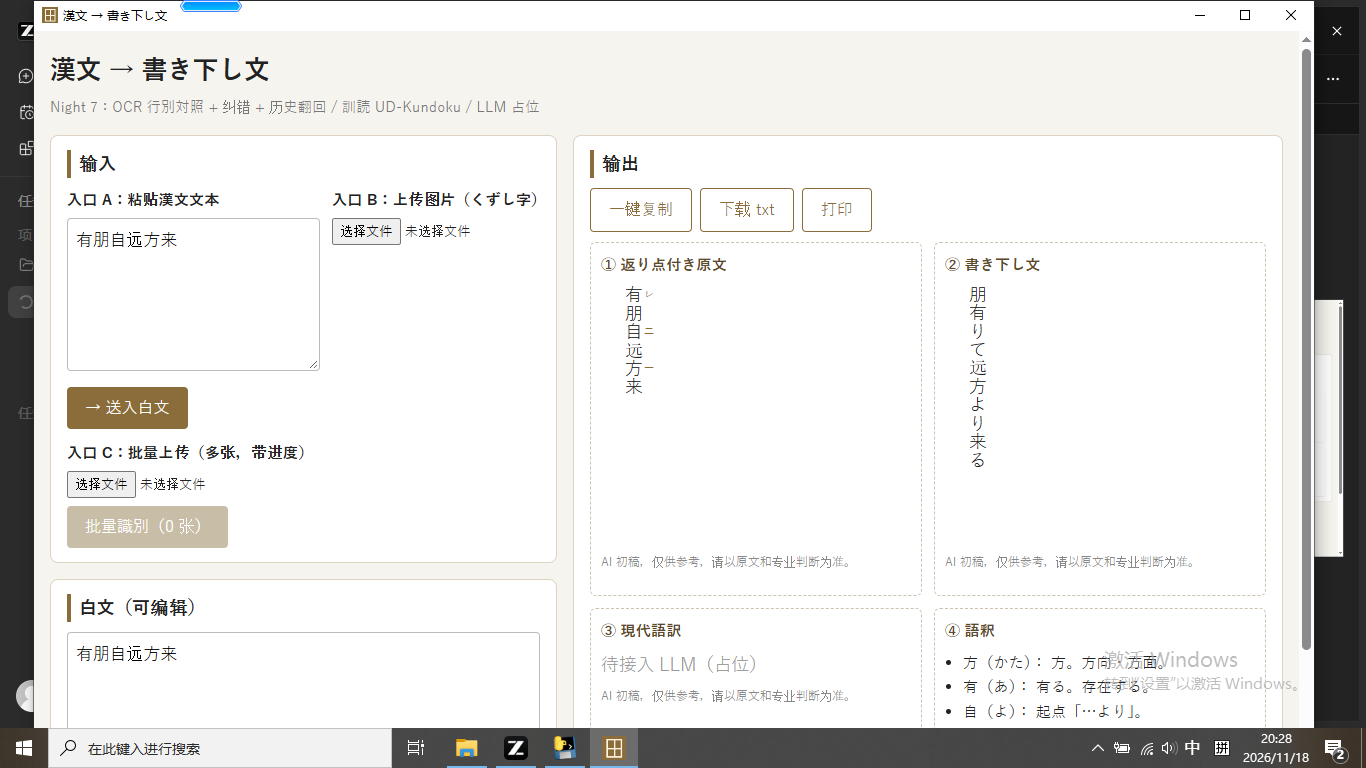 漢文 → 書き下し文
漢文 → 書き下し文
Night 7：OCR 行別対照 + 纠错 + 历史翻回 / 訓読 UD-Kundoku / LLM 占位
输入
入口 A：粘贴漢文文本
有朋自远方来
入口 B：上传图片（くずし字）
选择文件 未选择文件
→ 送入白文
入口 C：批量上传（多张，带进度）
选择文件 未选择文件
批量識別（0 张）
白文（可编辑）
有朋自远方来
输出
一键复制
下载 txt
打印
① 返り点付き原文
有レ朋自二远方一来
AI 初稿，仅供参考，请以原文和专业判断为准。
② 書き下し文
朋有りて远方より来る
AI 初稿，仅供参考，请以原文和专业判断为准。
③ 現代語訳
待接入 LLM（占位）
AI 初稿，仅供参考，请以原文和专业判断为准。
④ 語釈
• 方（かた）：方。方向・方面。
• 有（あ）：有る。存在する。
• 自（よ）：起点「…より」。
激活 Windows
转到"设置"以激活 Windows。
任
项
任
在此键入进行搜索
中
拼
20:28
2026/11/18
2